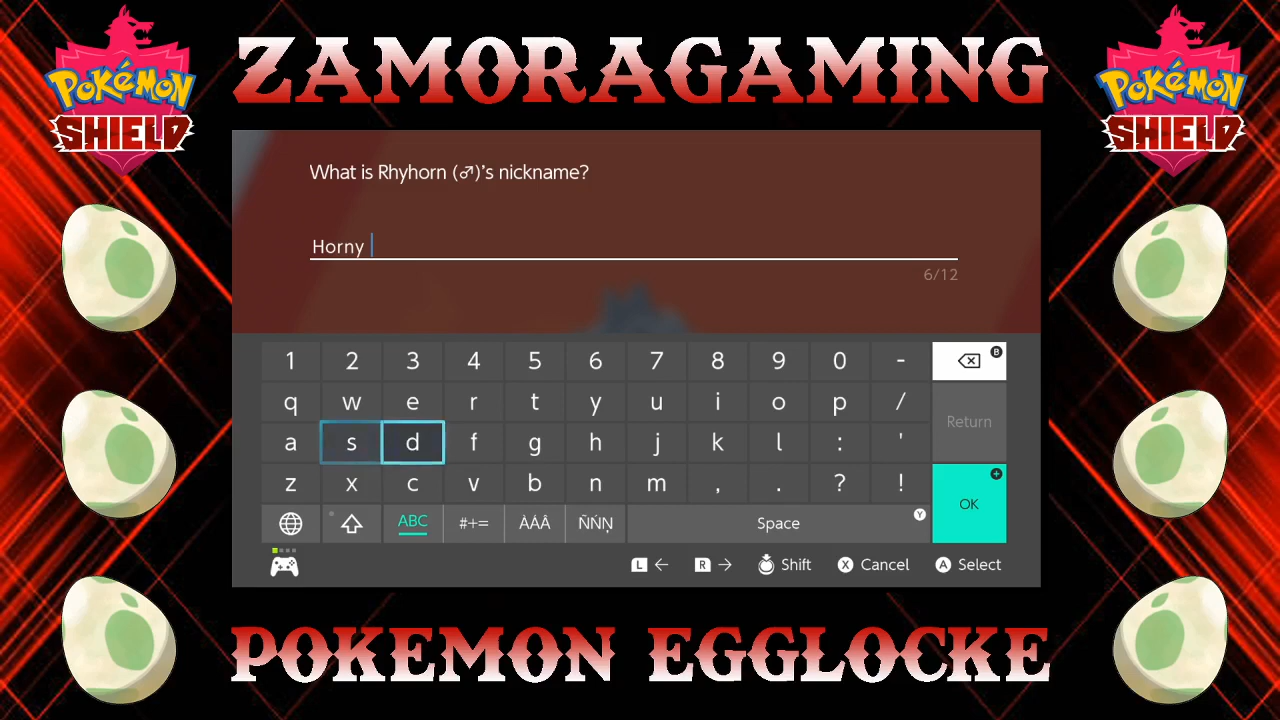 ZAMORAGAMING
POKéMON
SHIELD
POKéMON
SHIELD
What is Rhyhorn (♂)'s nickname?
Horny
6/12
1 2 3 4 5 6 7 8 9 0 - B
q w e r t y u i o p /
Return
a s d f g h j k l : '
z x c v b n m , . ? ! +
OK
ABC #+= ÀÁÂ ÑŃŅ Space Y
L ← R → Shift X Cancel A Select
POKEMON EGGLOCKE